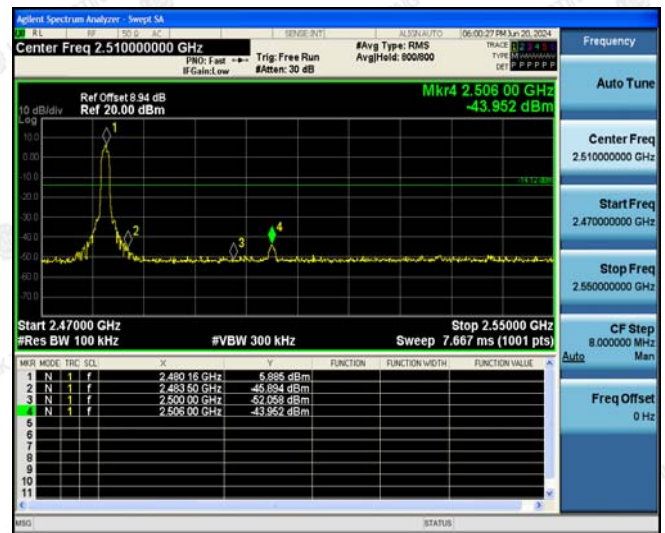 Agilent Spectrum Analyzer - Swept SA
RL RF 50 Ω AC SENSE:INT ALIGN AUTO 06:00:27 PM Jun 20, 2024
Center Freq 2.510000000 GHz
PNO: Fast
IFGain:Low
Trig: Free Run
#Atten: 30 dB
#Avg Type: RMS
Avg|Hold: 800/800
TRACE 1 2 3 4 5 6
TYPE M
DET P P P P P P
Mkr4 2.506 00 GHz
-43.952 dBm
Ref Offset 8.94 dB
Ref 20.00 dBm
10 dB/div
Log
10.0
0.00
-10.0
-20.0
-30.0
-40.0
-50.0
-60.0
-70.0
1
2
3
4
-14.12 dBm
Start 2.47000 GHz
Stop 2.55000 GHz
#Res BW 100 kHz
#VBW 300 kHz
Sweep 7.667 ms (1001 pts)
MKR MODE TRC SCL X Y FUNCTION FUNCTION WIDTH FUNCTION VALUE
1 N 1 f 2.480 16 GHz 5.885 dBm
2 N 1 f 2.483 50 GHz -45.894 dBm
3 N 1 f 2.500 00 GHz -52.058 dBm
4 N 1 f 2.506 00 GHz -43.952 dBm
5
6
7
8
9
10
11
MSG
STATUS
Frequency
Auto Tune
Center Freq
2.510000000 GHz
Start Freq
2.470000000 GHz
Stop Freq
2.550000000 GHz
CF Step
8.000000 MHz
Auto Man
Freq Offset
0 Hz